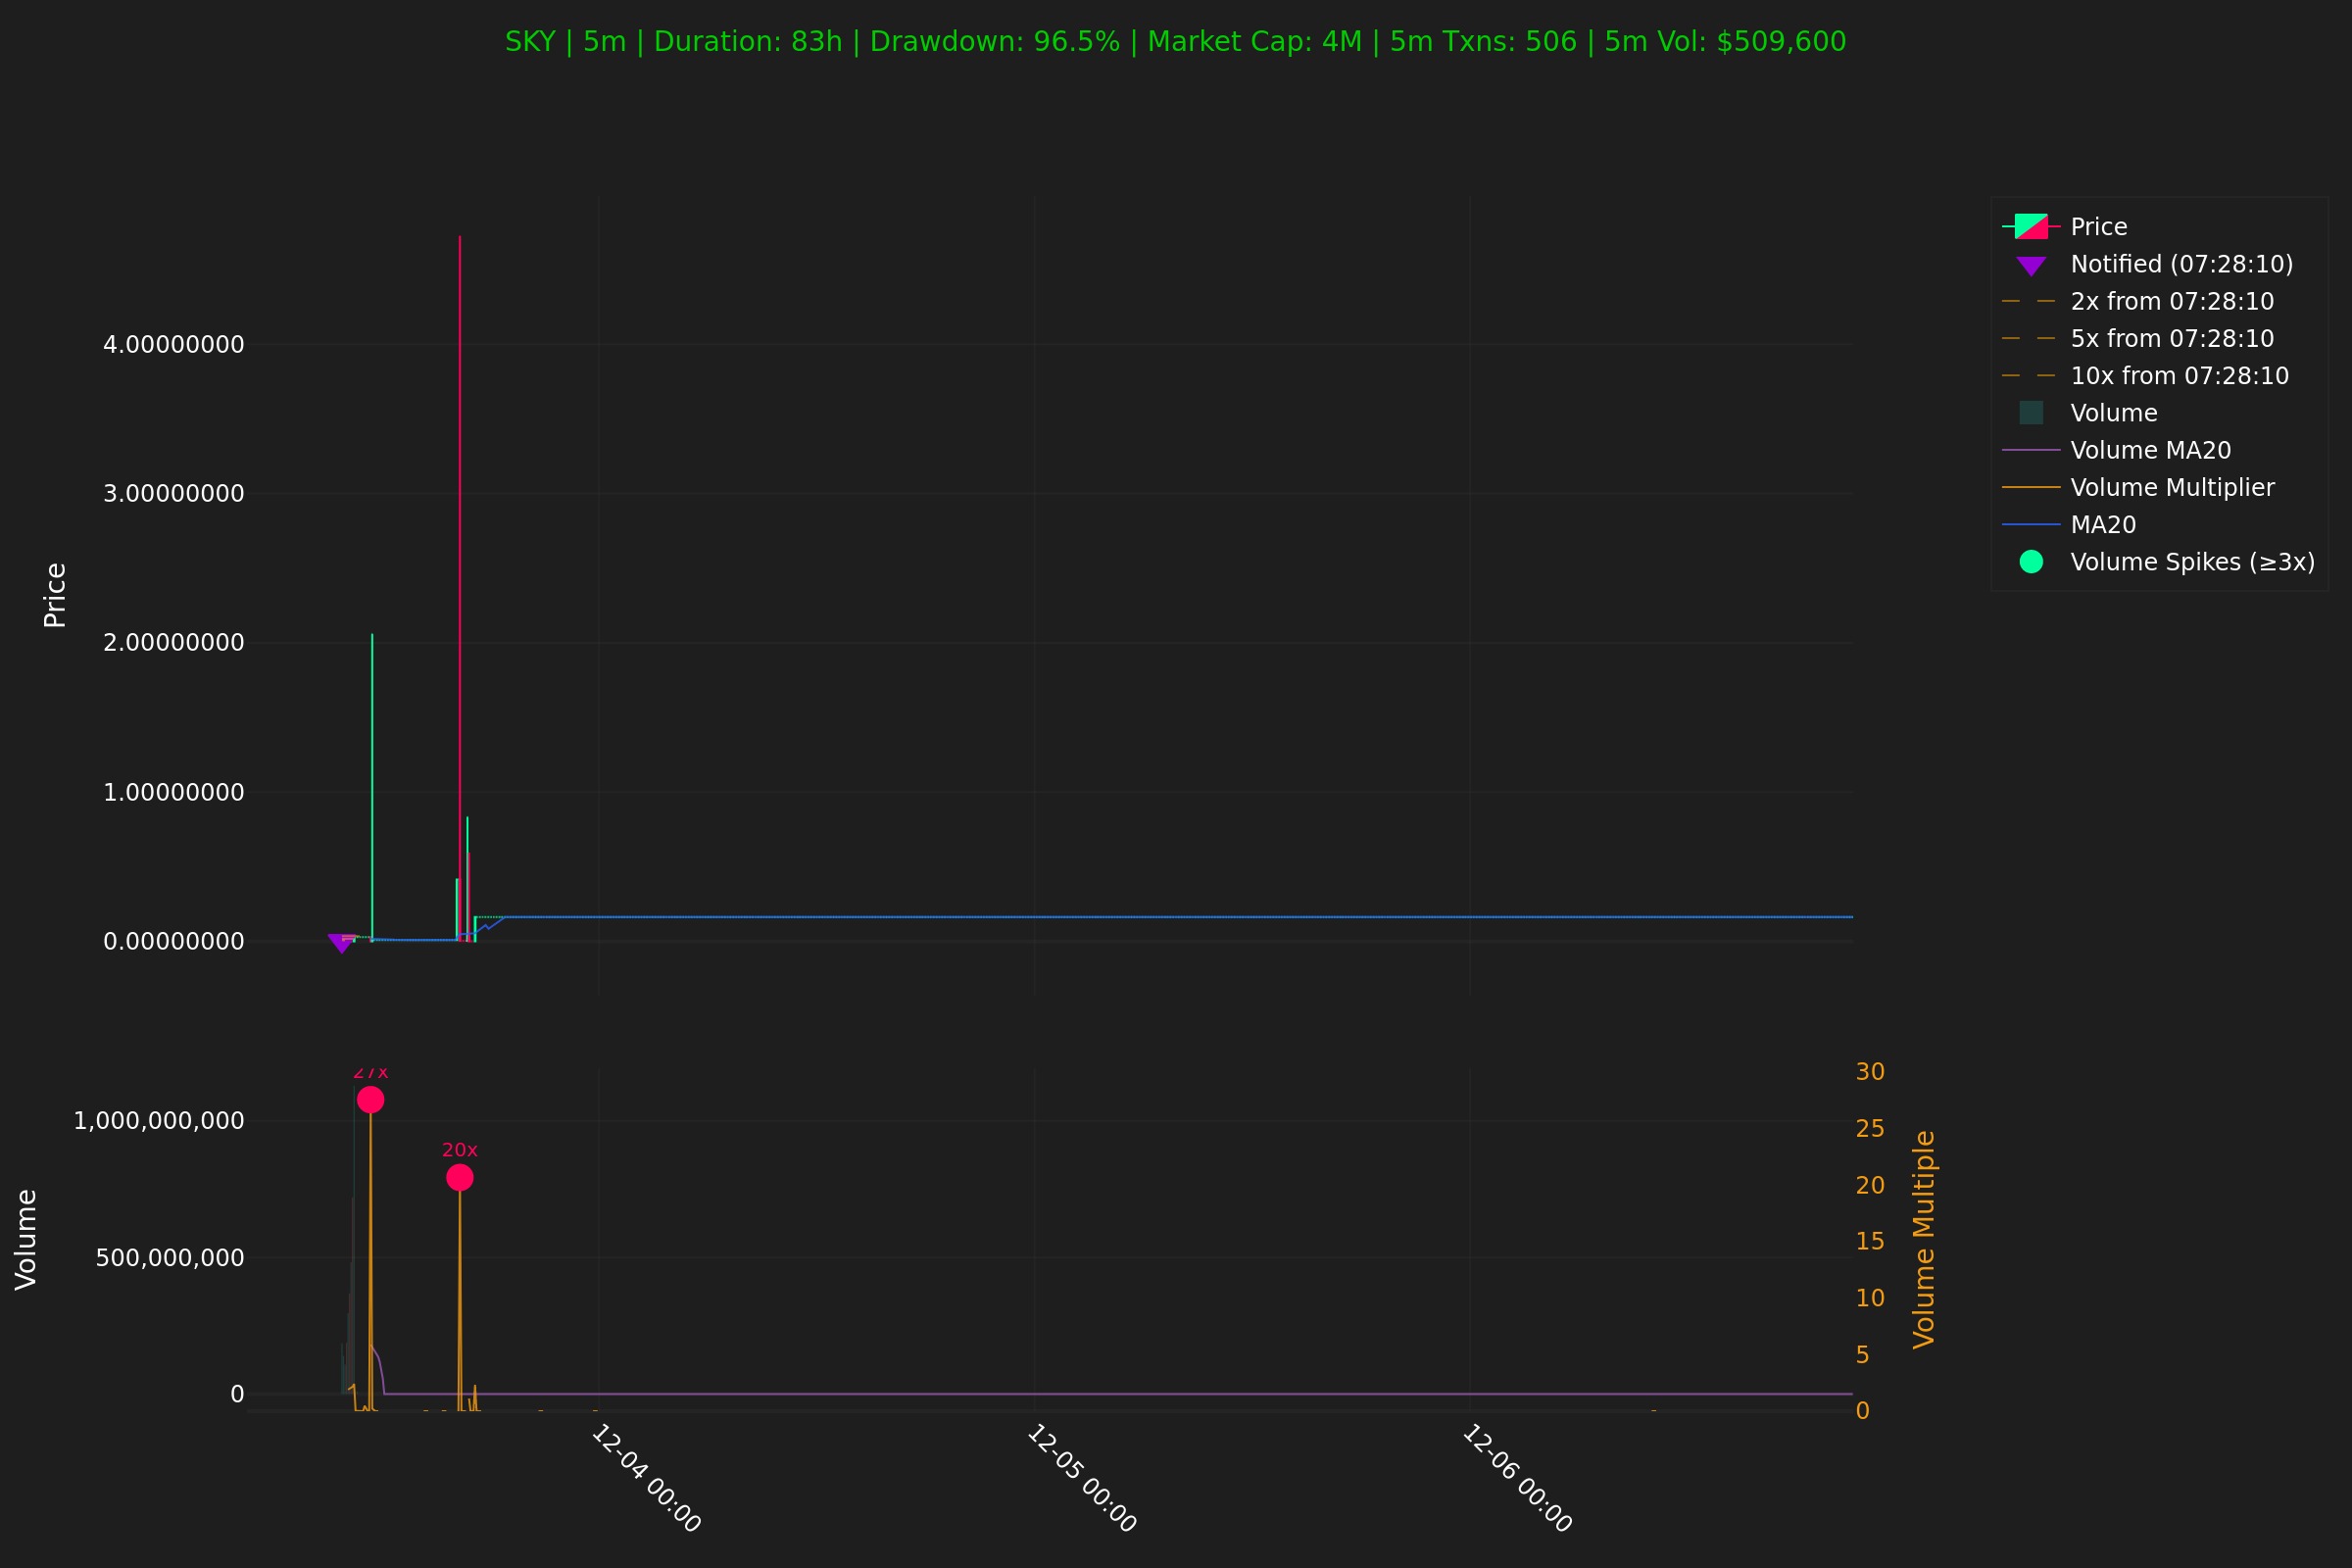 SKY | 5m | Duration: 83h | Drawdown: 96.5% | Market Cap: 4M | 5m Txns: 506 | 5m Vol: $509,600
Price
4.00000000
3.00000000
2.00000000
1.00000000
0.00000000
Price
Notified (07:28:10)
2x from 07:28:10
5x from 07:28:10
10x from 07:28:10
Volume
Volume MA20
Volume Multiplier
MA20
Volume Spikes (≥3x)
Volume
1,000,000,000
500,000,000
0
27x
20x
30
25
20
15
10
5
0
Volume Multiple
12-04 00:00
12-05 00:00
12-06 00:00